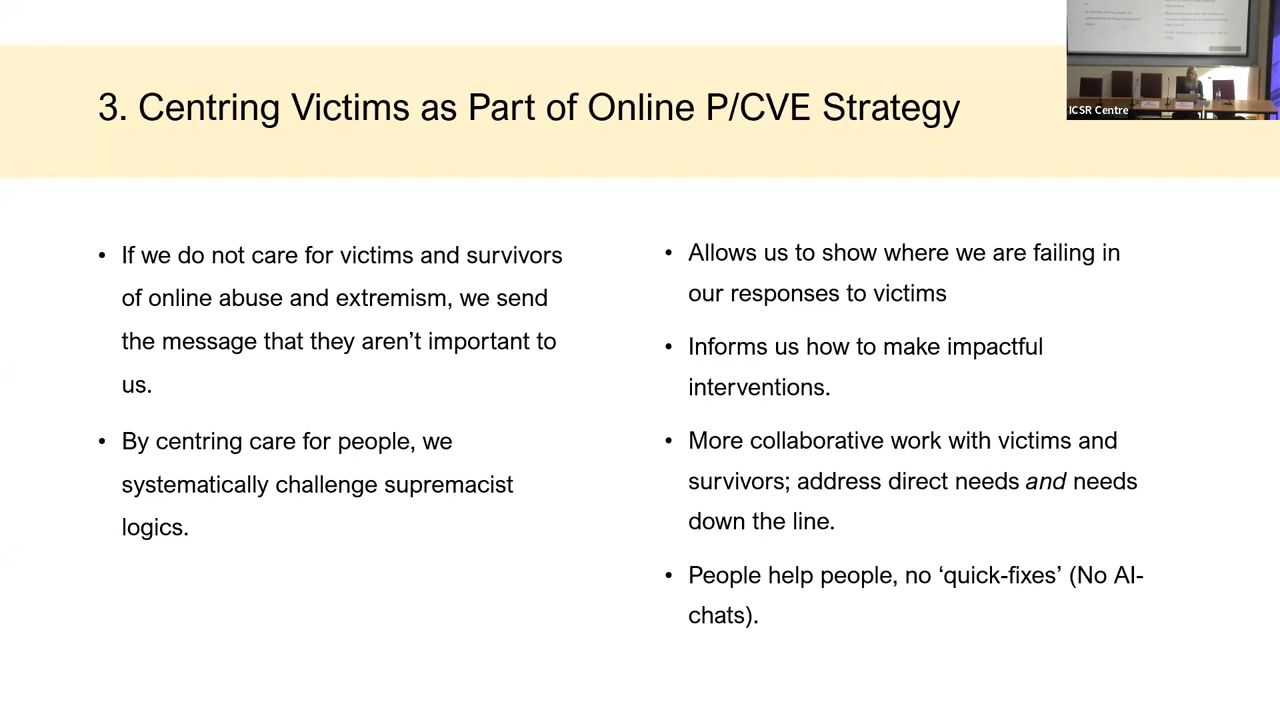 3. Centring Victims as Part of Online P/CVE Strategy
ICSR Centre
• If we do not care for victims and survivors
of online abuse and extremism, we send
the message that they aren’t important to
us.
• By centring care for people, we
systematically challenge supremacist
logics.
• Allows us to show where we are failing in
our responses to victims
• Informs us how to make impactful
interventions.
• More collaborative work with victims and
survivors; address direct needs and needs
down the line.
• People help people, no ‘quick-fixes’ (No AI-
chats).